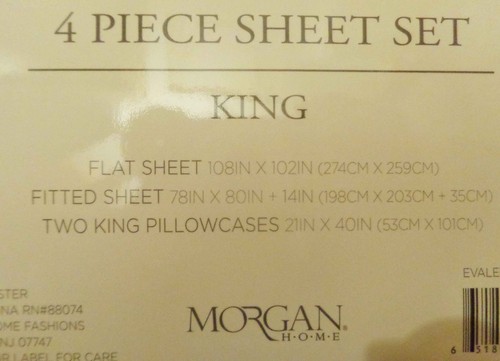 4 PIECE SHEET SET
KING
FLAT SHEET 108IN X 102IN (274CM X 259CM)
FITTED SHEET 78IN X 80IN + 14IN (198CM X 203CM + 35CM)
TWO KING PILLOWCASES 21IN X 40IN (53CM X 101CM)
EVALE
STER
NA RN#88074
ME FASHIONS
NJ 07747
R LABEL FOR CARE
MORGAN®
HOME
6 518